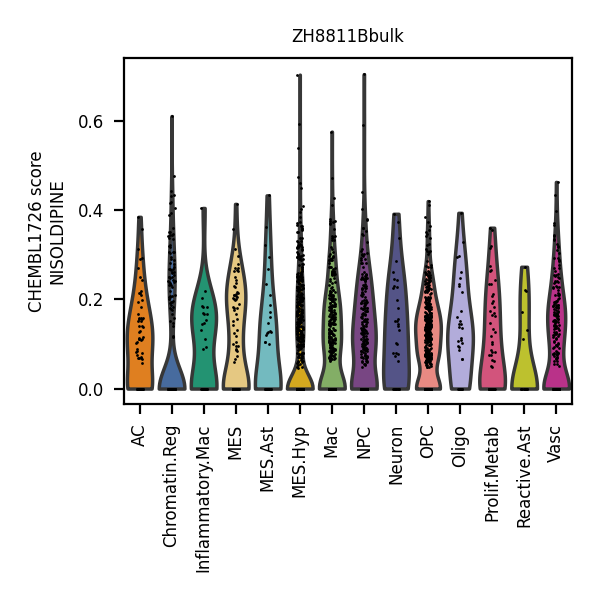 ZH8811Bbulk
CHEMBL1726 score
NISOLDIPINE
0.6
0.4
0.2
0.0
AC
Chromatin.Reg
Inflammatory.Mac
MES
MES.Ast
MES.Hyp
Mac
NPC
Neuron
OPC
Oligo
Prolif.Metab
Reactive.Ast
Vasc